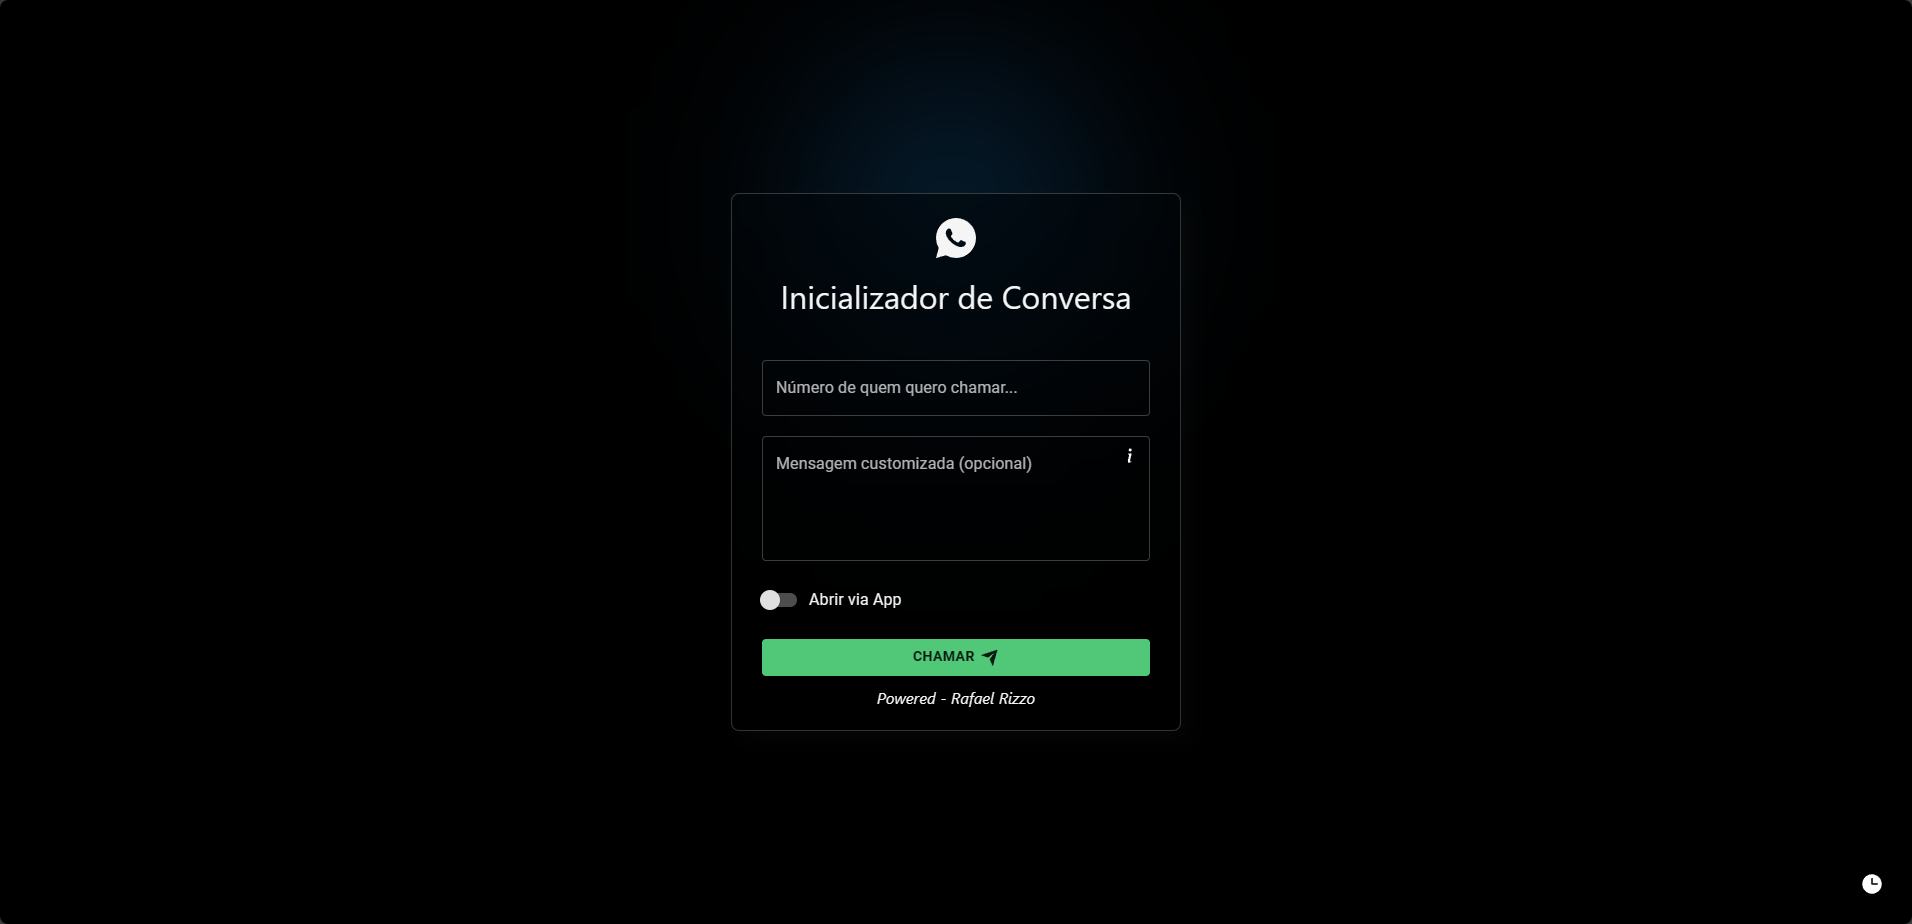 Inicializador de Conversa
Número de quem quero chamar...
Mensagem customizada (opcional)
i
Abrir via App
CHAMAR
Powered - Rafael Rizzo